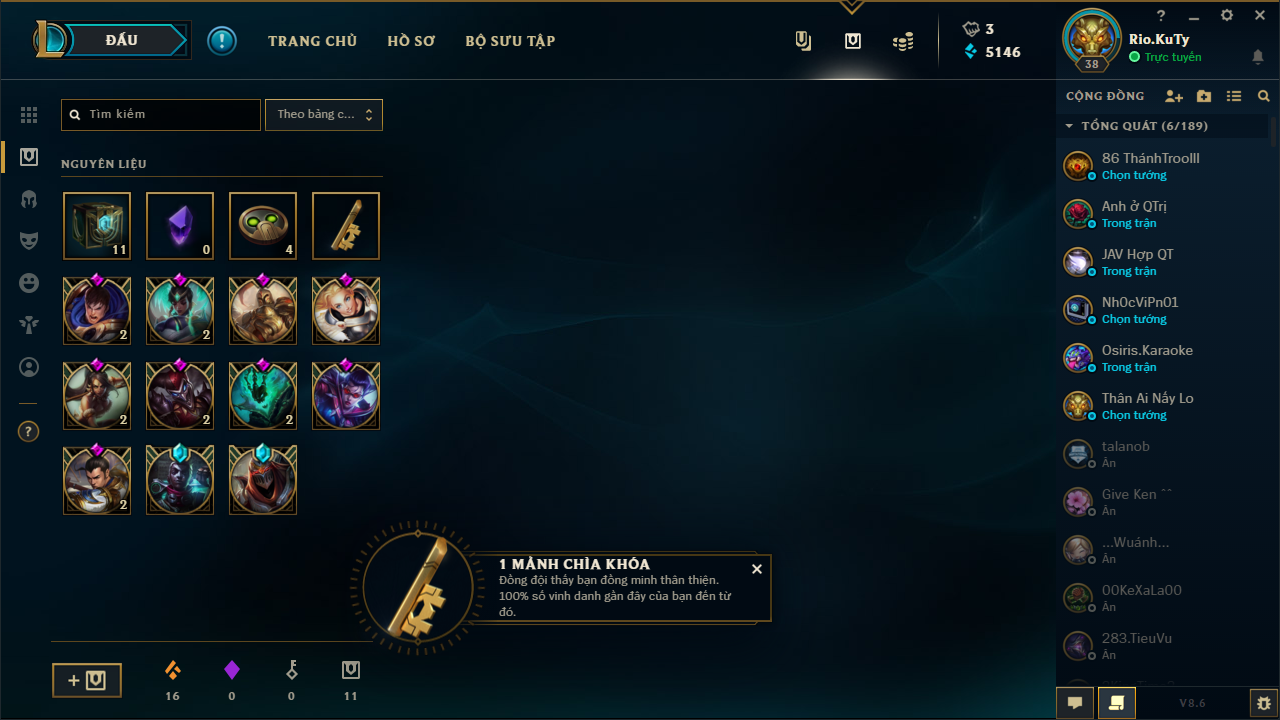 ĐẤU
TRANG CHỦ
HỒ SƠ
BỘ SƯU TẬP
3
5146
38
Rio.KuTy
Trực tuyến
Tìm kiếm
Theo bảng c...
NGUYÊN LIỆU
11
0
4
2
2
2
2
2
2
1 MẢNH CHÌA KHÓA
Đồng đội thấy bạn đồng minh thân thiện.
100% số vinh danh gần đây của bạn đến từ
đó.
16
0
0
11
CỘNG ĐỒNG
TỔNG QUÁT (6/189)
86 ThánhTroolll
Chọn tướng
Anh ở QTrị
Trong trận
JAV Hợp QT
Trong trận
Nh0cViPn01
Chọn tướng
Osiris.Karaoke
Trong trận
Thân Ai Nấy Lo
Chọn tướng
talanob
Ẩn
Give Ken ^^
Ẩn
...Wuánh...
Ẩn
00KeXaLa00
Ẩn
283.TieuVu
Ẩn
V8.6